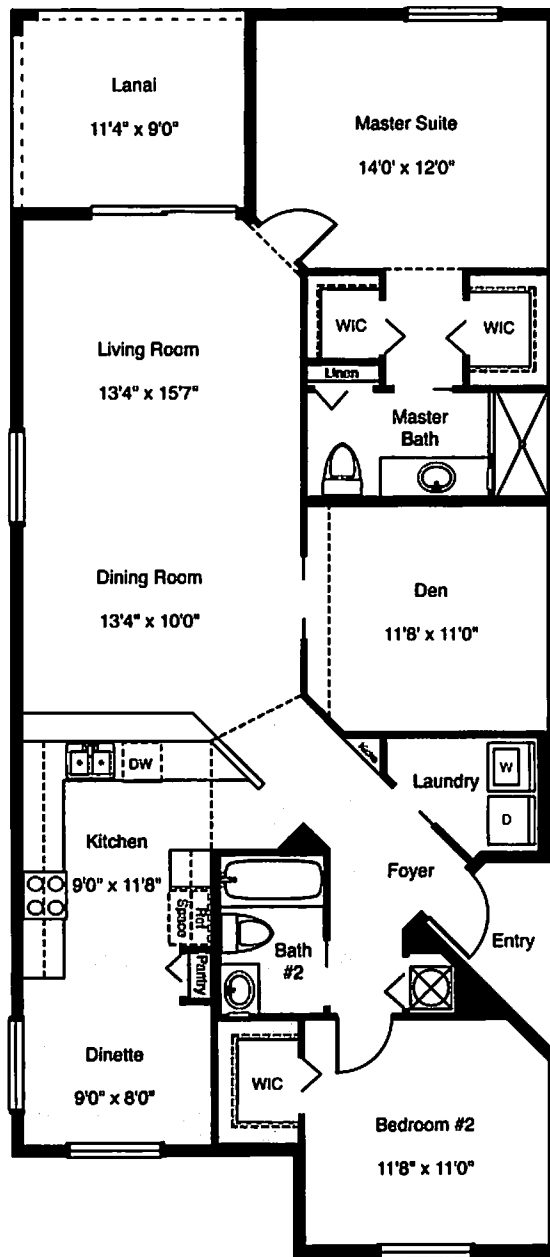 Lanai
11'4" x 9'0"
Master Suite
14'0' x 12'0"
WIC
WIC
Linen
Living Room
13'4" x 15'7"
Master
Bath
Dining Room
13'4" x 10'0"
Den
11'8' x 11'0"
DW
Laundry
W
D
Kitchen
9'0" x 11'8"
Foyer
Ref
Space
Entry
Bath
#2
Pantry
Dinette
9'0" x 8'0"
WIC
Bedroom #2
11'8" x 11'0"